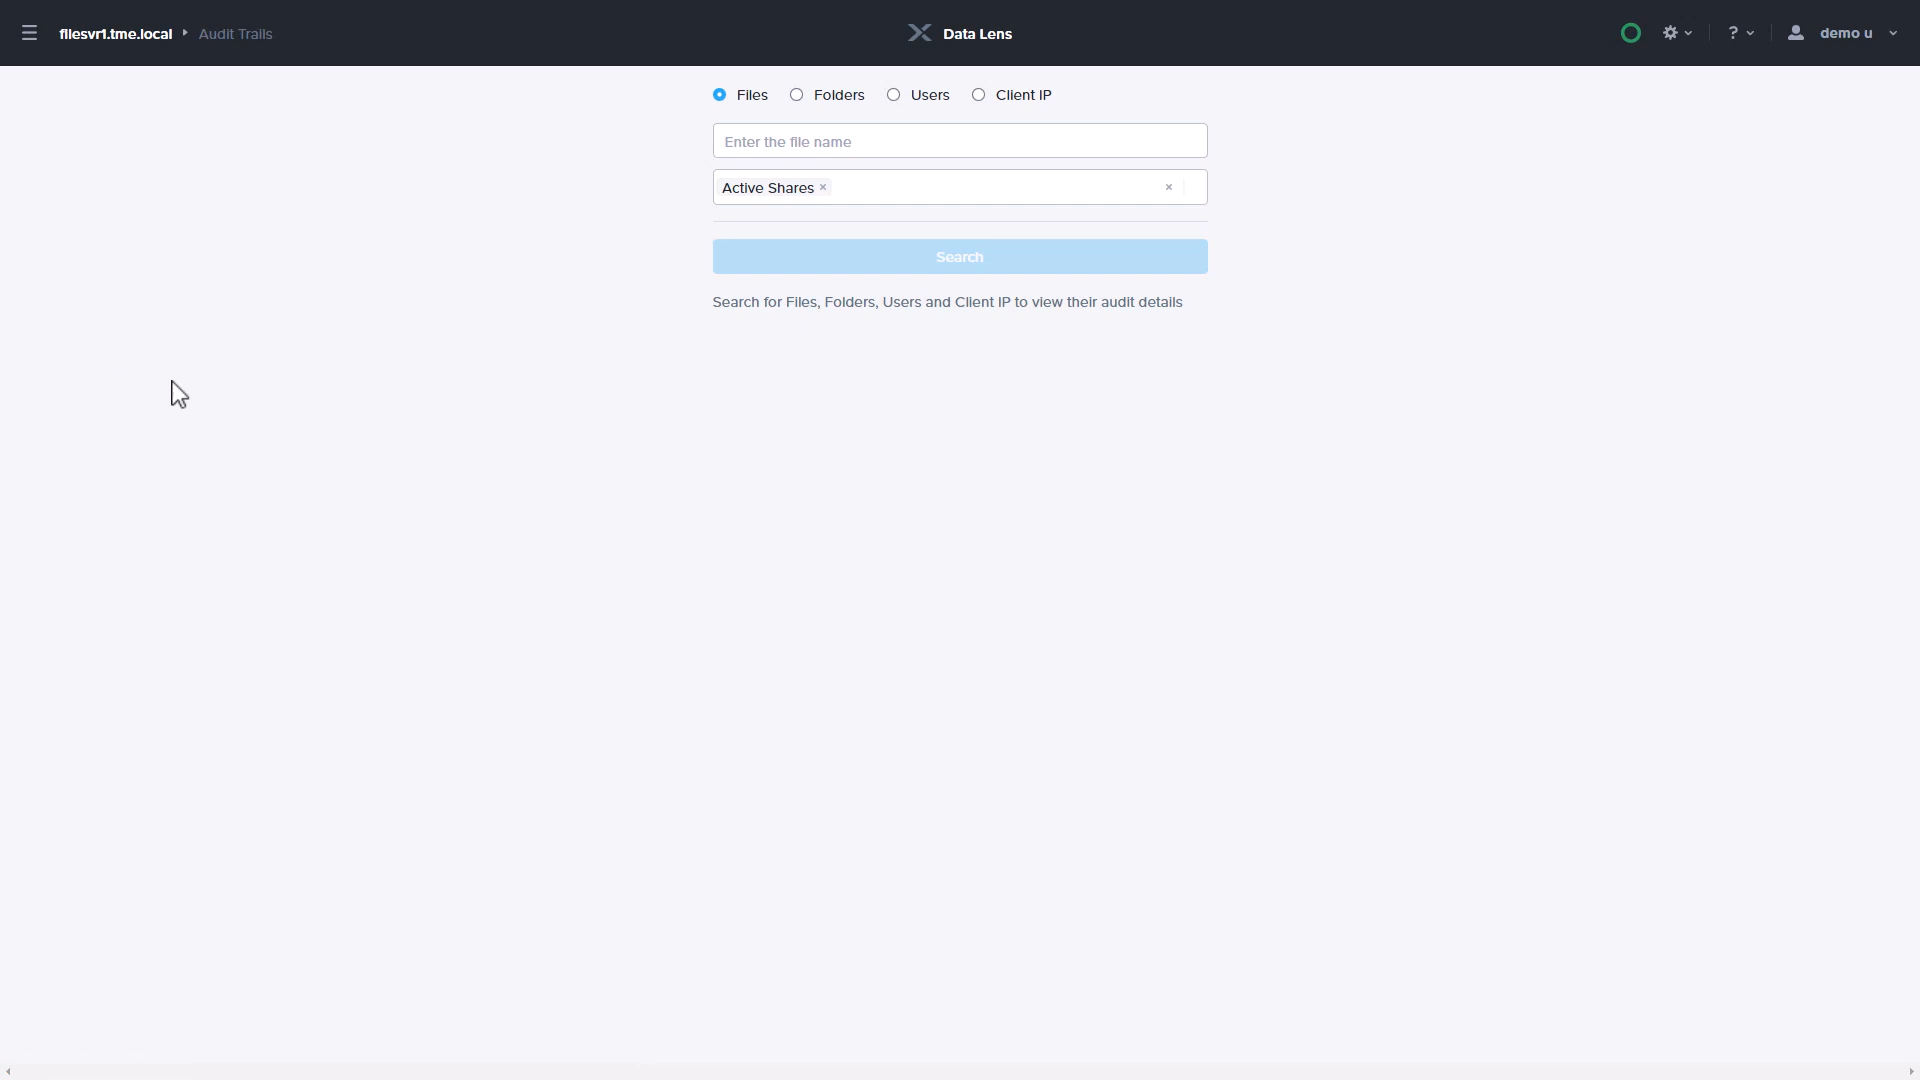 filesvr1.tme.local Audit Trails
Data Lens
? demo u
Files Folders Users Client IP
Enter the file name
Active Shares × ×
Search
Search for Files, Folders, Users and Client IP to view their audit details